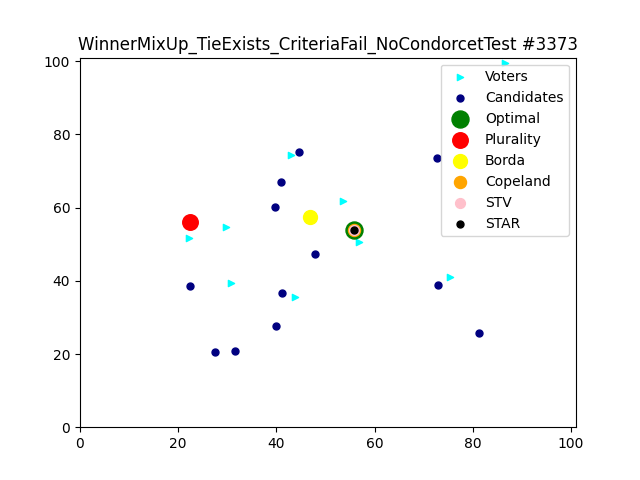 WinnerMixUp_TieExists_CriteriaFail_NoCondorcetTest #3373
100
80
60
40
20
0
0 20 40 60 80 100
Voters
Candidates
Optimal
Plurality
Borda
Copeland
STV
STAR